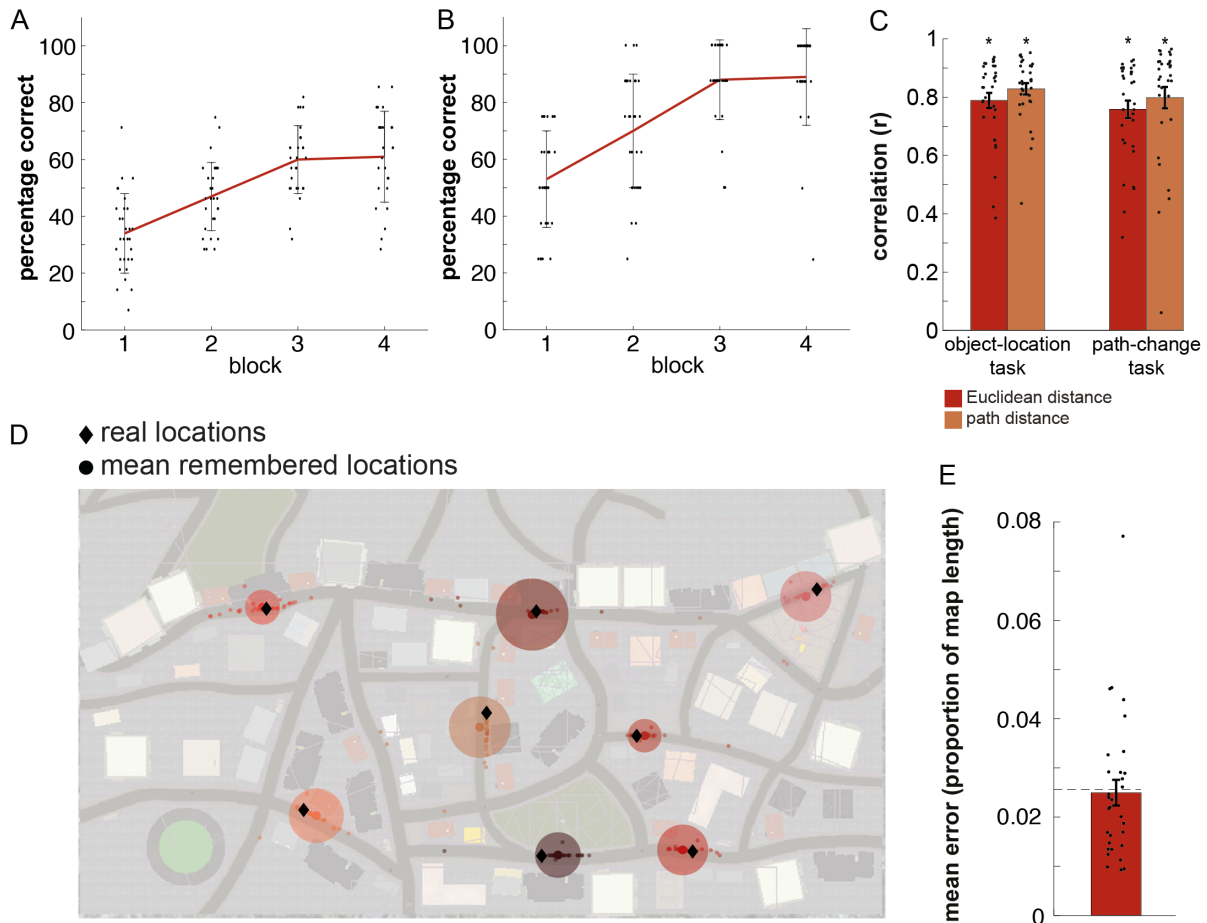 A
percentage correct
100
80
60
40
20
0
1 2 3 4
block
B
percentage correct
100
80
60
40
20
0
1 2 3 4
block
C
correlation (r)
1
0.8
0.6
0.4
0.2
0
* * * *
object-location
task
path-change
task
Euclidean distance
path distance
D
real locations
mean remembered locations
E
mean error (proportion of map length)
0.08
0.06
0.04
0.02
0